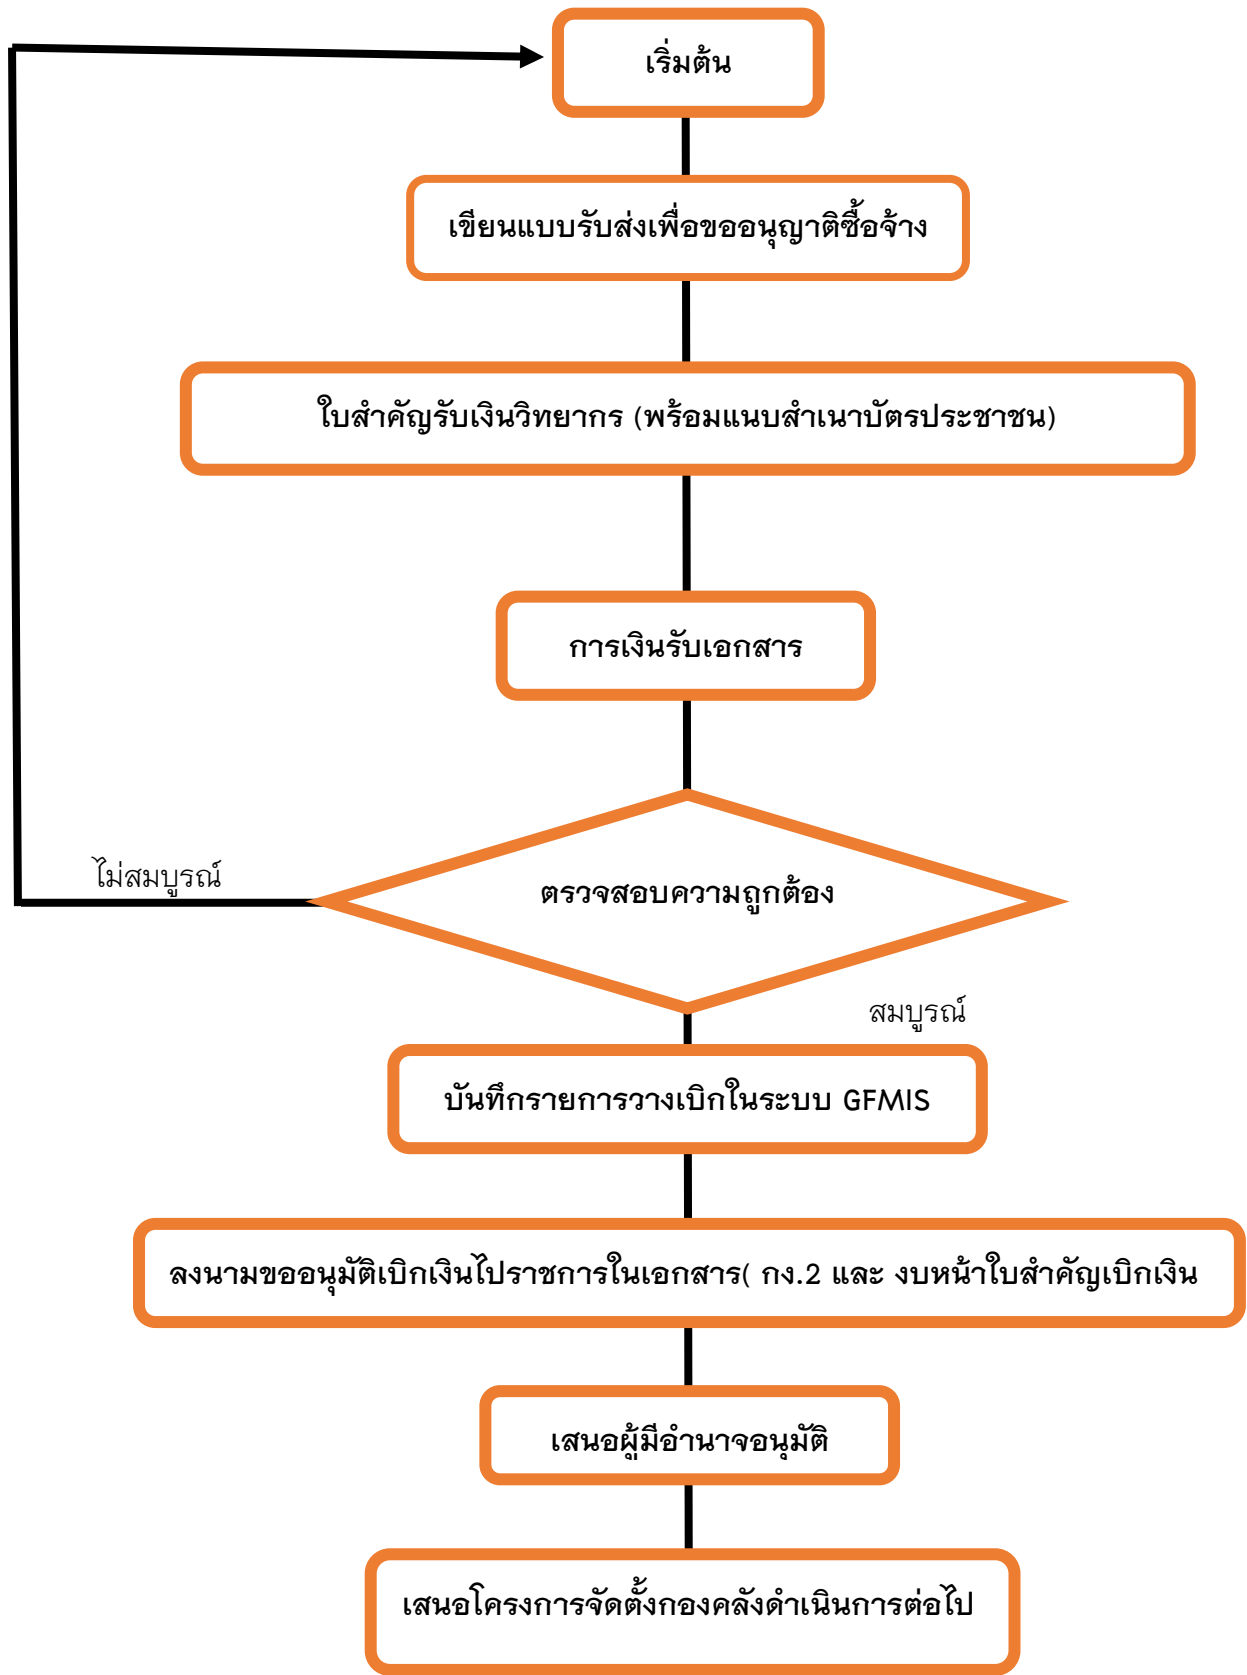 เริ่มต้น
เขียนแบบรับส่งเพื่อขออนุญาติซื้อจ้าง
ใบสำคัญรับเงินวิทยากร (พร้อมแนบสำเนาบัตรประชาชน)
การเงินรับเอกสาร
ไม่สมบูรณ์
ตรวจสอบความถูกต้อง
สมบูรณ์
บันทึกรายการวางเบิกในระบบ GFMIS
ลงนามขออนุมัติเบิกเงินไปราชการในเอกสาร( กง.2 และ งบหน้าใบสำคัญเบิกเงิน
เสนอผู้มีอำนาจอนุมัติ
เสนอโครงการจัดตั้งกองคลังดำเนินการต่อไป